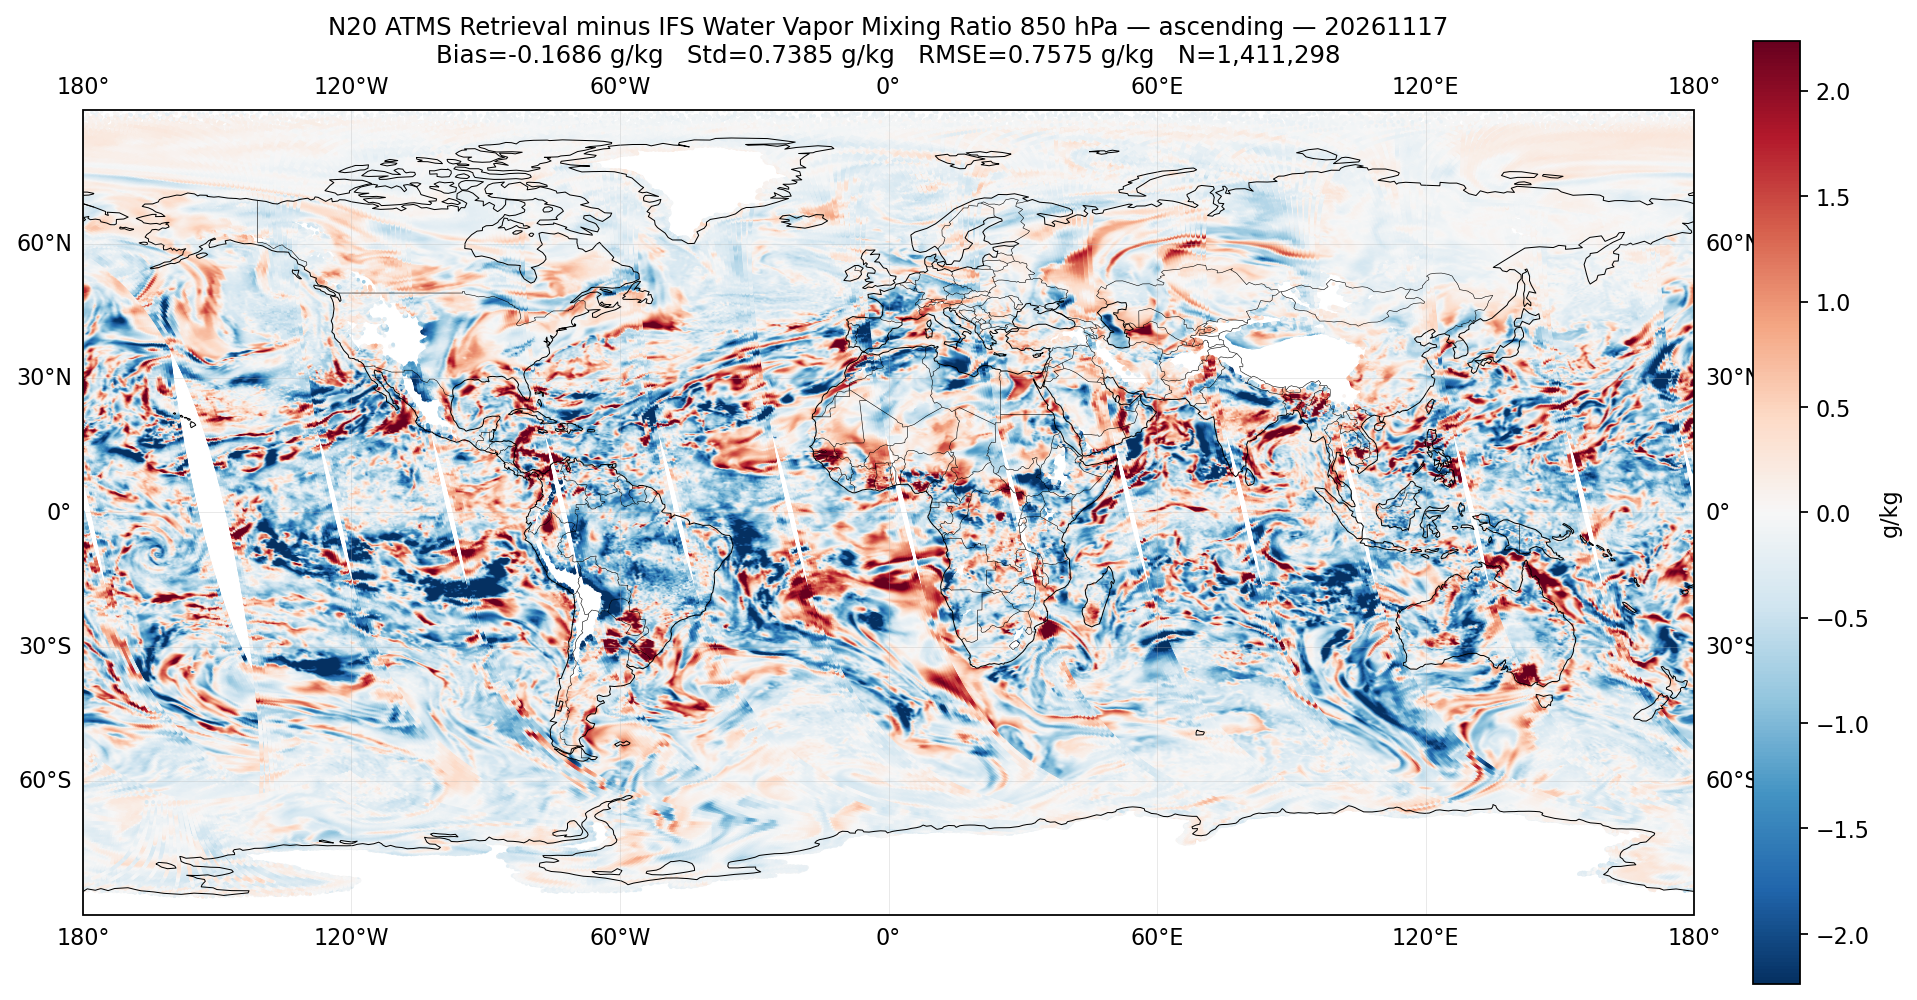 N20 ATMS Retrieval minus IFS Water Vapor Mixing Ratio 850 hPa — ascending — 20261117
Bias=-0.1686 g/kg   Std=0.7385 g/kg   RMSE=0.7575 g/kg   N=1,411,298
180° 120°W 60°W 0° 60°E 120°E 180°
60°N 60°N
30°N 30°N
0° 0°
30°S 30°S
60°S 60°S
180° 120°W 60°W 0° 60°E 120°E 180°
2.0
1.5
1.0
0.5
0.0
−0.5
−1.0
−1.5
−2.0
g/kg